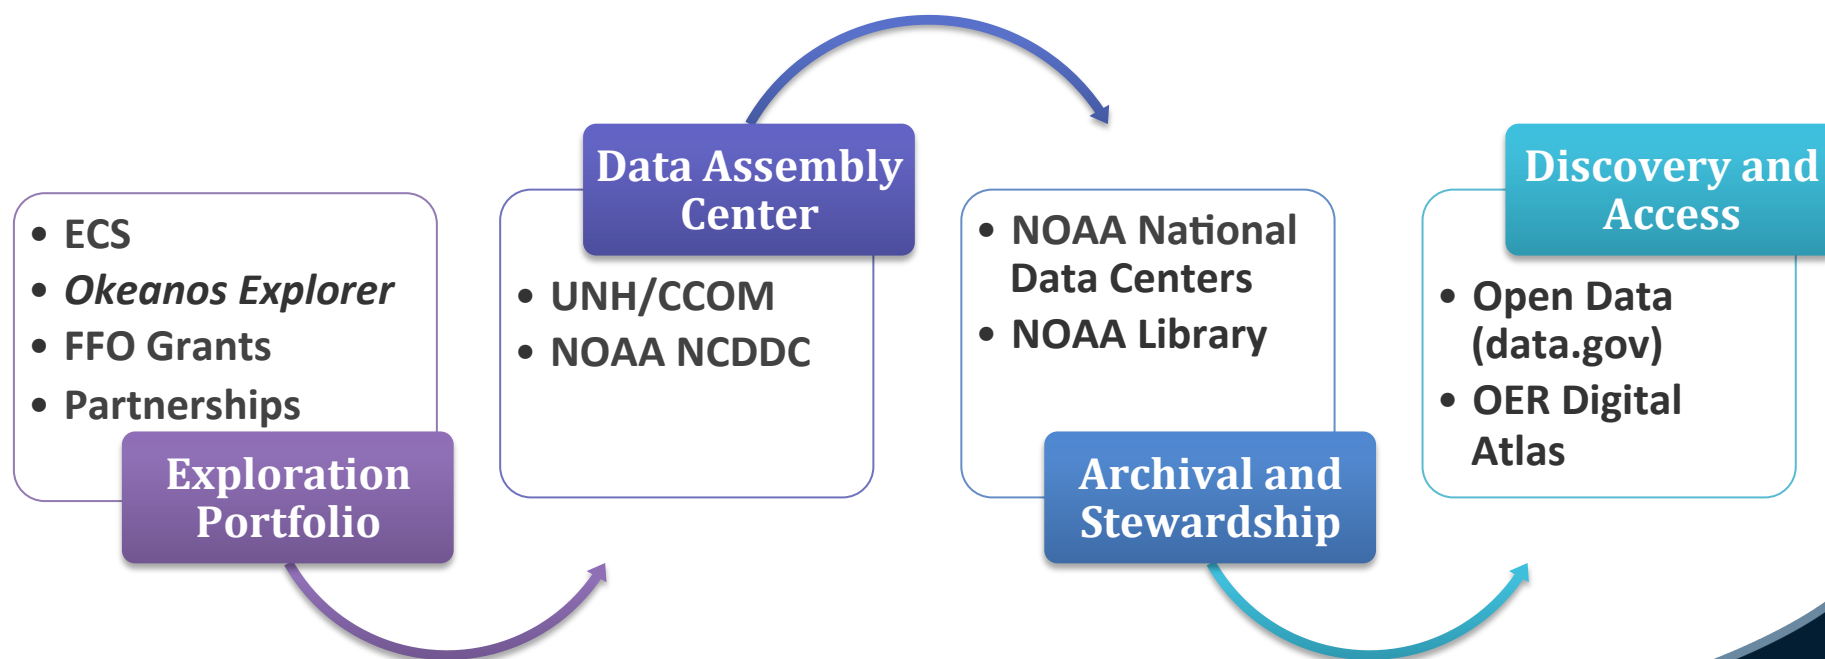 • ECS
• Okeanos Explorer
• FFO Grants
• Partnerships
Exploration
Portfolio
Data Assembly
Center
• UNH/CCOM
• NOAA NCDDC
• NOAA National
Data Centers
• NOAA Library
Archival and
Stewardship
Discovery and
Access
• Open Data
(data.gov)
• OER Digital
Atlas